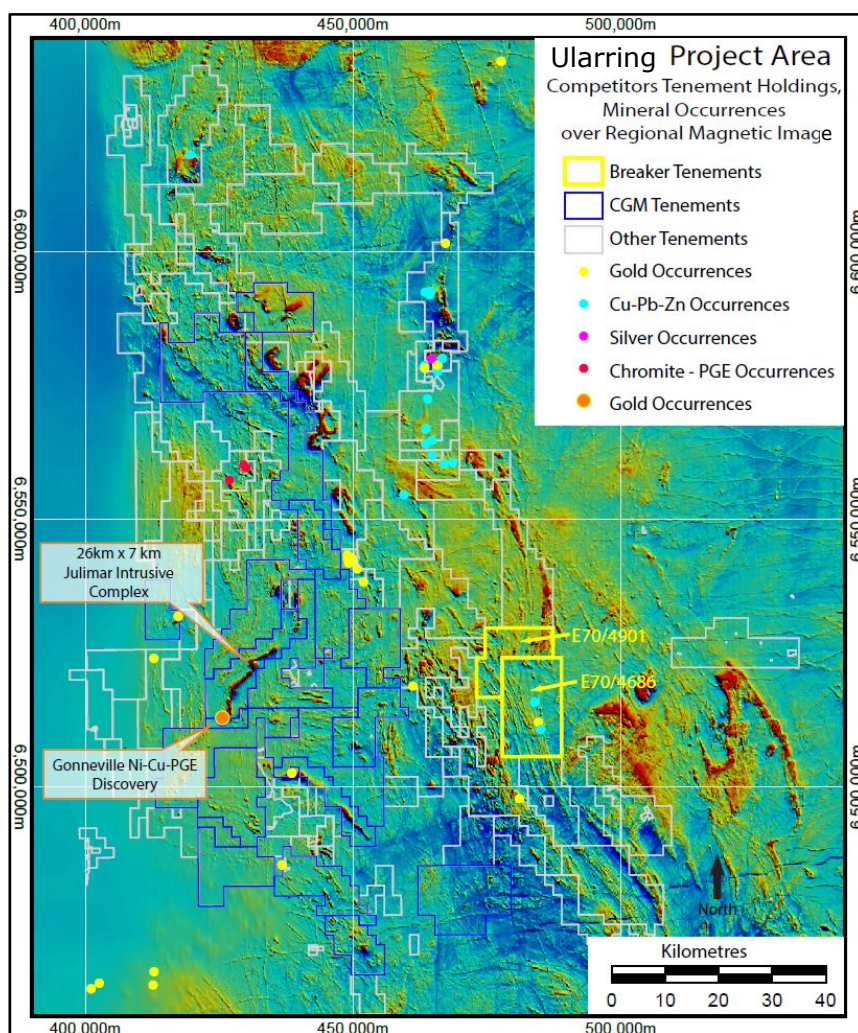 400,000m
450,000m
500,000m
Ularring Project Area
Competitors Tenement Holdings,
Mineral Occurrences
over Regional Magnetic Image
Breaker Tenements
CGM Tenements
Other Tenements
Gold Occurrences
Cu-Pb-Zn Occurrences
Silver Occurrences
Chromite - PGE Occurrences
Gold Occurrences
6,600,000m
6,600,000m
6,550,000m
6,550,000m
26km x 7 km
Julimar Intrusive
Complex
E70/4901
E70/4686
Gonneville Ni-Cu-PGE
Discovery
6,500,000m
6,500,000m
North
Kilometres
0 10 20 30 40
400 000m
450,000m
500,000m